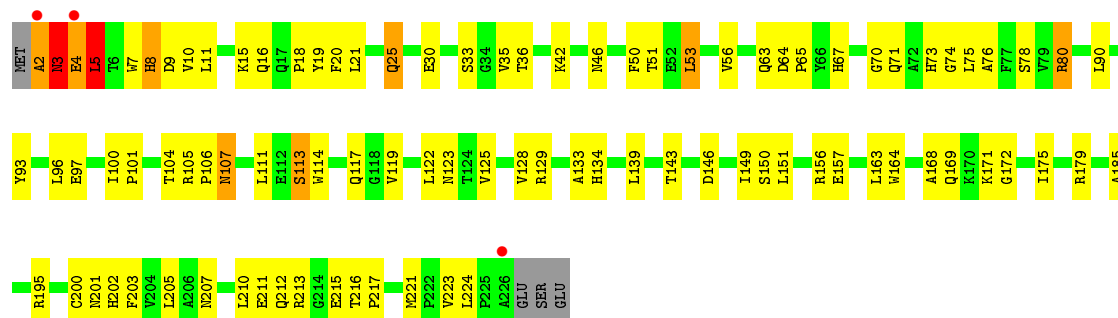 MET A2 N3 E4 L5 T6 W7 H8 D9 V10 L11 K15 Q16 Q17 P18 Y19 F20 L21 Q25 E30 S33 G34 V35 T36 K42 N46 F50 T51 E52 L53 V56 Q63 D64 P65 Y66 H67 G70 Q71 A72 H73 G74 L75 A76 F77 S78 V79 R80 L90
Y93 L96 E97 I100 P101 T104 R105 P106 N107 L111 E112 S113 W114 Q117 G118 V119 L122 N123 T124 V125 V128 R129 A133 H134 L139 T143 D146 I149 S150 L151 R156 E157 L163 W164 A168 Q169 K170 K171 G172 I175 R179 A185
R195 C200 N201 H202 F203 V204 L205 A206 N207 L210 E211 Q212 R213 G214 E215 T216 P217 M221 P222 V223 L224 P225 A226 GLU SER GLU